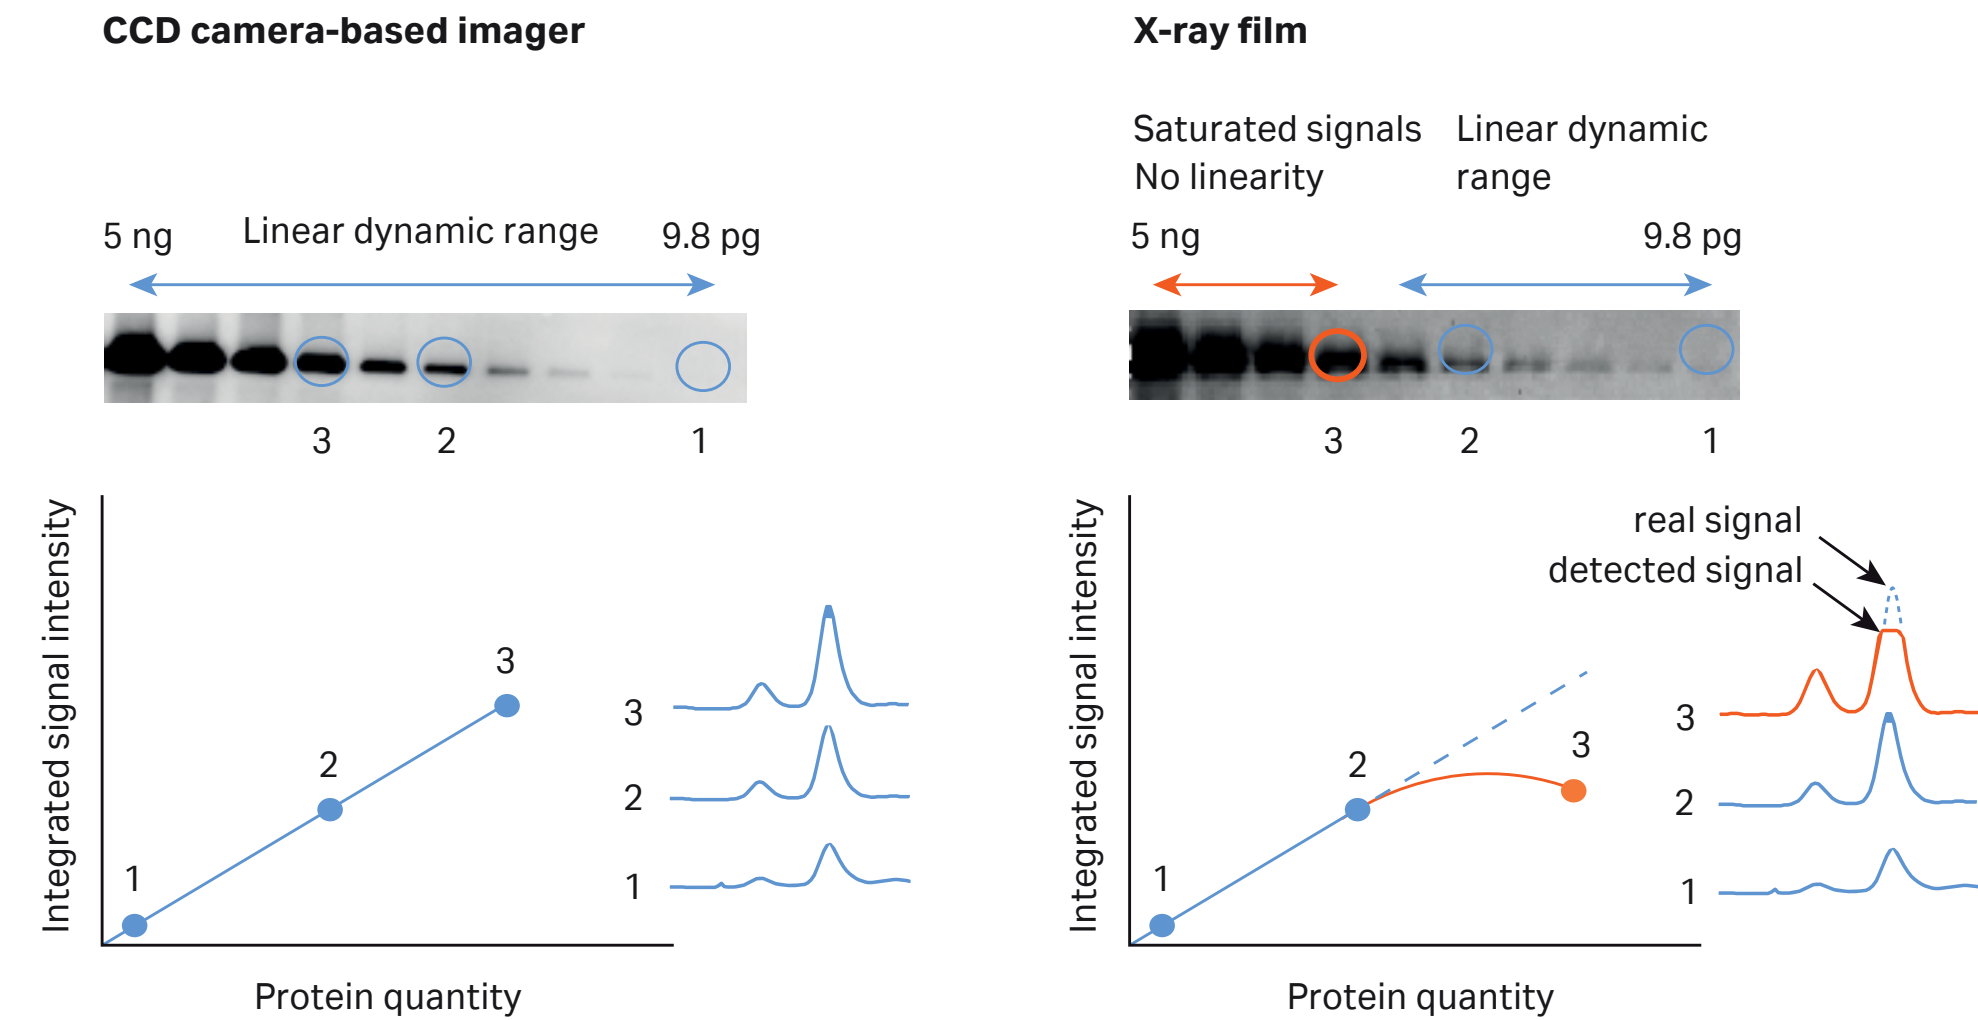 CCD camera-based imager
5 ng
Linear dynamic range
9.8 pg
3
2
1
Integrated signal intensity
1
2
3
Protein quantity
3
2
1
X-ray film
Saturated signals
No linearity
Linear dynamic
range
5 ng
9.8 pg
3
2
1
Integrated signal intensity
1
2
3
Protein quantity
real signal
detected signal
3
2
1